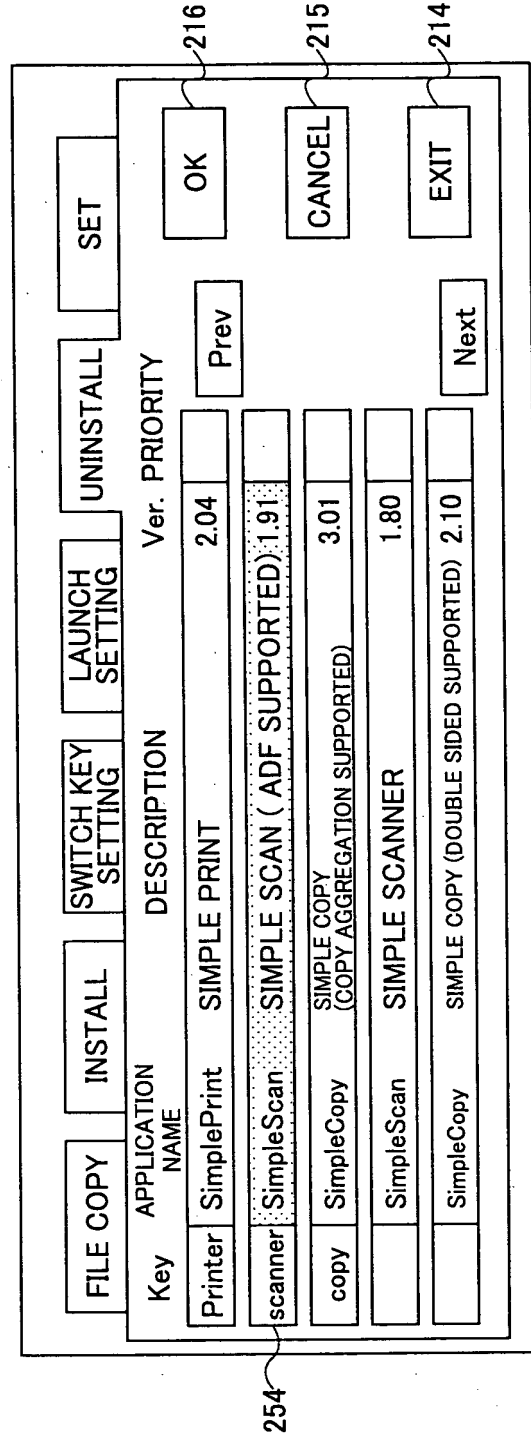 FILE COPY
INSTALL
SWITCH KEY
SETTING
LAUNCH
SETTING
UNINSTALL
SET
Key
APPLICATION
NAME
DESCRIPTION
Ver.
PRIORITY
Printer SimplePrint SIMPLE PRINT 2.04
scanner SimpleScan SIMPLE SCAN ( ADF SUPPORTED) 1.91
copy SimpleCopy SIMPLE COPY
(COPY AGGREGATION SUPPORTED) 3.01
SimpleScan SIMPLE SCANNER 1.80
SimpleCopy SIMPLE COPY (DOUBLE SIDED SUPPORTED) 2.10
Prev
Next
OK
CANCEL
EXIT
216
215
214
254